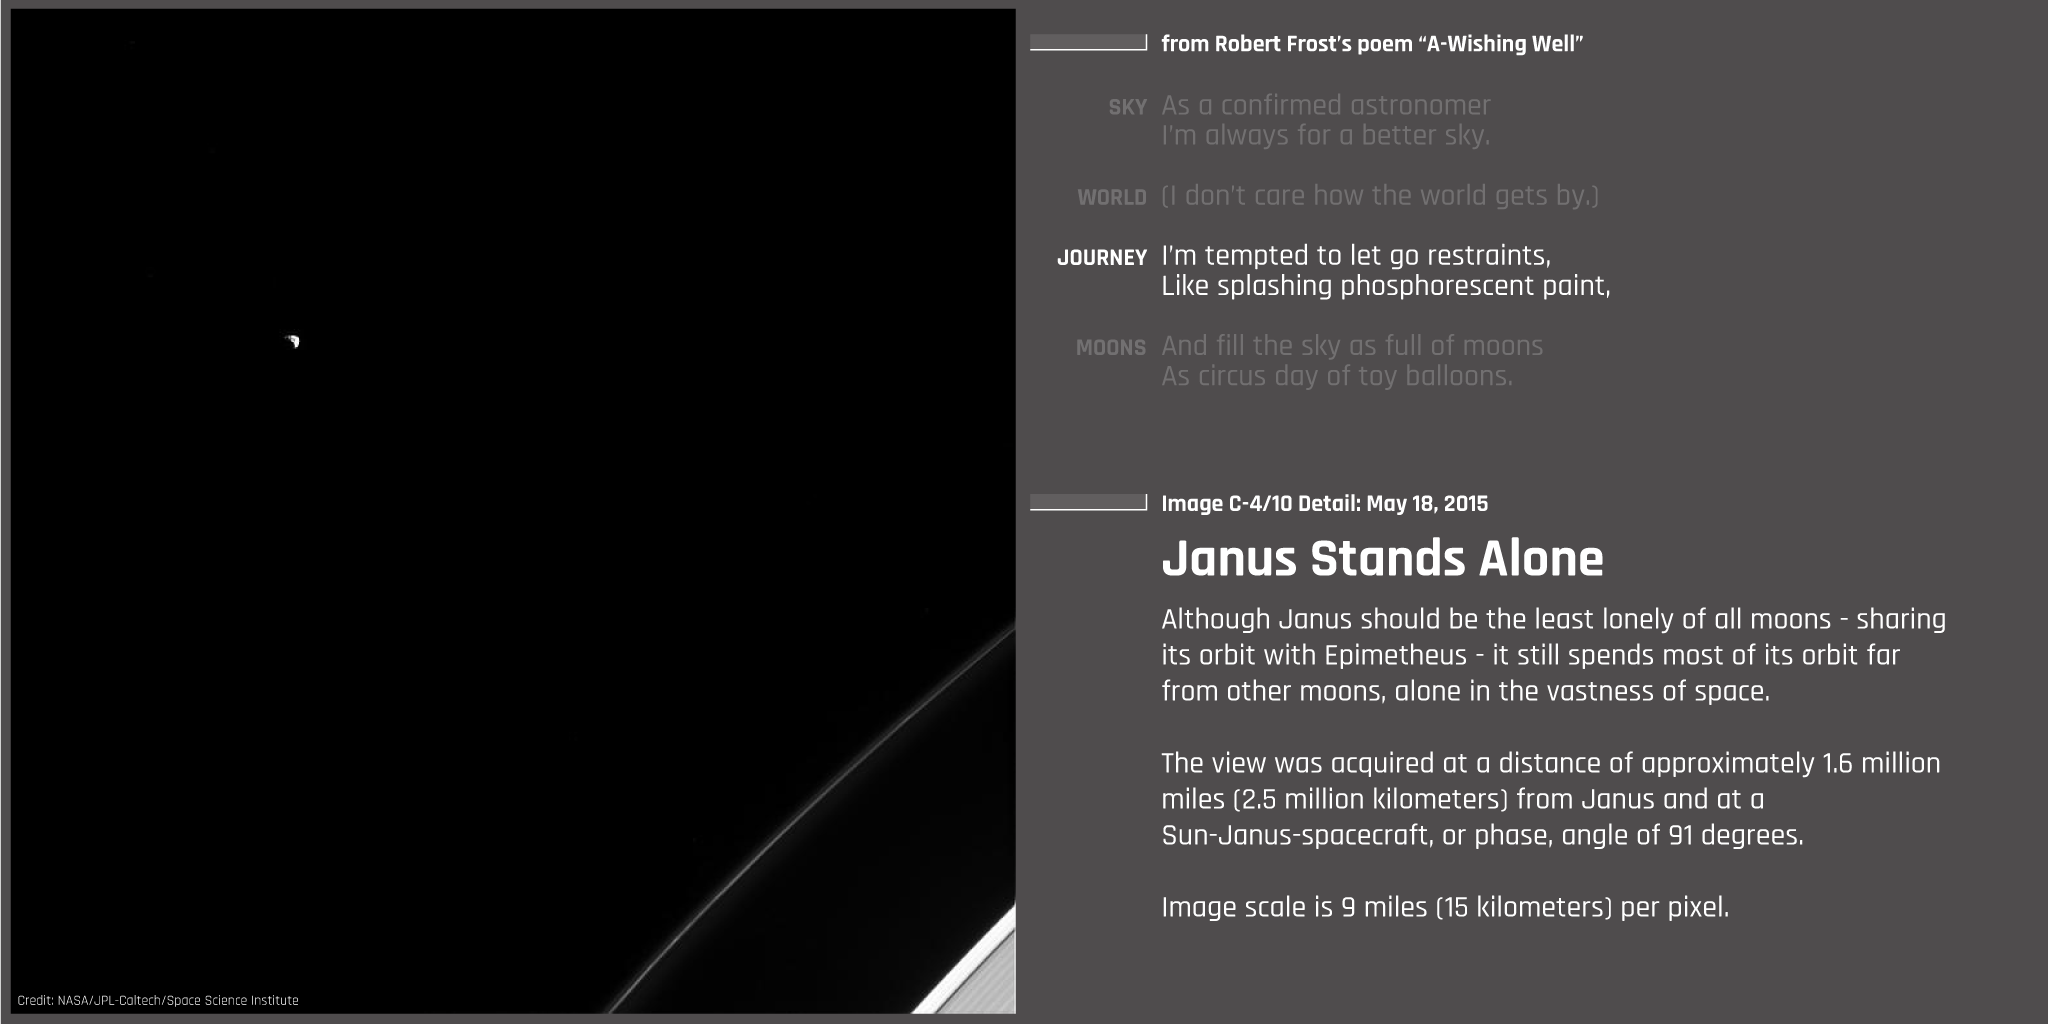 from Robert Frost's poem “A-Wishing Well”
SKY As a confirmed astronomer
I'm always for a better sky.
WORLD (I don't care how the world gets by.)
JOURNEY I'm tempted to let go restraints,
Like splashing phosphorescent paint,
MOONS And fill the sky as full of moons
As circus day of toy balloons.
Image C-4/10 Detail: May 18, 2015
Janus Stands Alone
Although Janus should be the least lonely of all moons - sharing
its orbit with Epimetheus - it still spends most of its orbit far
from other moons, alone in the vastness of space.
The view was acquired at a distance of approximately 1.6 million
miles (2.5 million kilometers) from Janus and at a
Sun-Janus-spacecraft, or phase, angle of 91 degrees.
Image scale is 9 miles (15 kilometers) per pixel.
Credit: NASA/JPL-Caltech/Space Science Institute